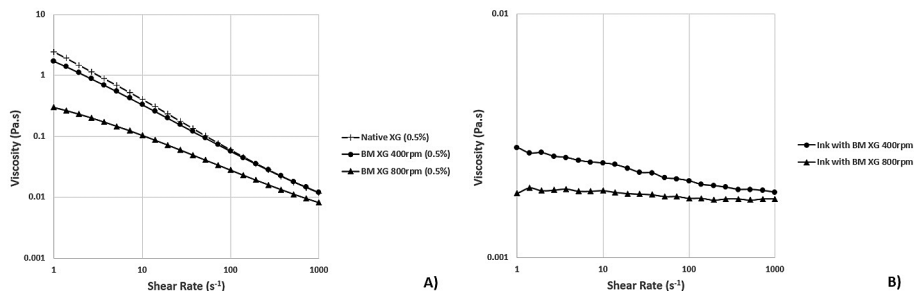 10
1
0.1
0.01
0.001
Viscosity (Pa.s)
1 10 100 1000
Shear Rate (s⁻¹)
Native XG (0.5%)
BM XG 400rpm (0.5%)
BM XG 800rpm (0.5%)
A)
0.01
0.001
Viscosity (Pa.s)
1 10 100 1000
Shear Rate (s⁻¹)
Ink with BM XG 400rpm
Ink with BM XG 800rpm
B)